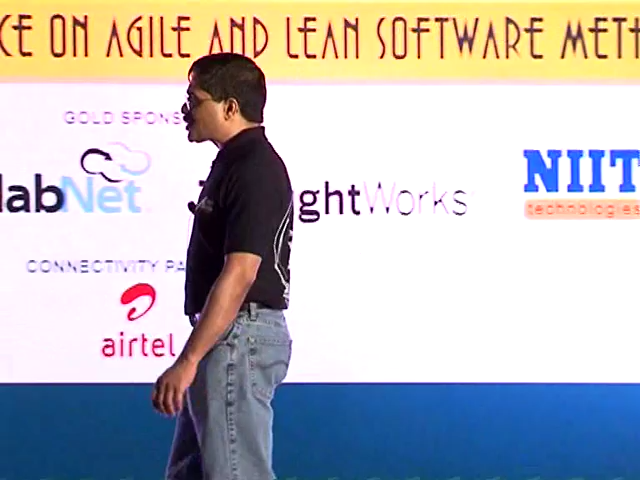 CE ON AGILE AND LEAN SOFTWARE METH
GOLD SPONS
labNet
ghtWorks
NIIT
technologies
CONNECTIVITY PA
airtel